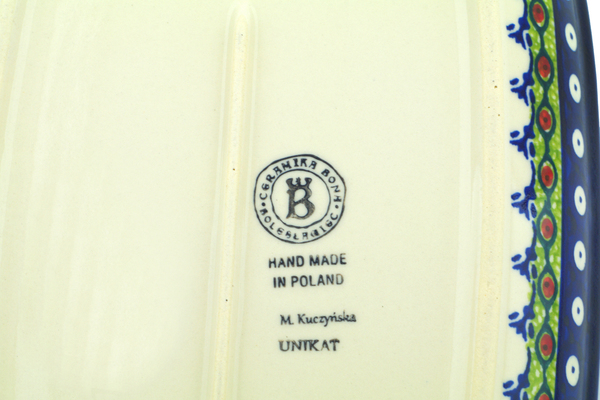 CERAMIKA BONA
B
• BOLESŁAWIEC •
HAND MADE
IN POLAND
M. Kuczyńska
UNIKAT